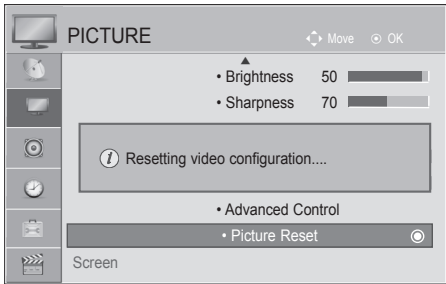 PICTURE Move OK
• Brightness 50
• Sharpness 70
i Resetting video configuration....
• Advanced Control
• Picture Reset
Screen